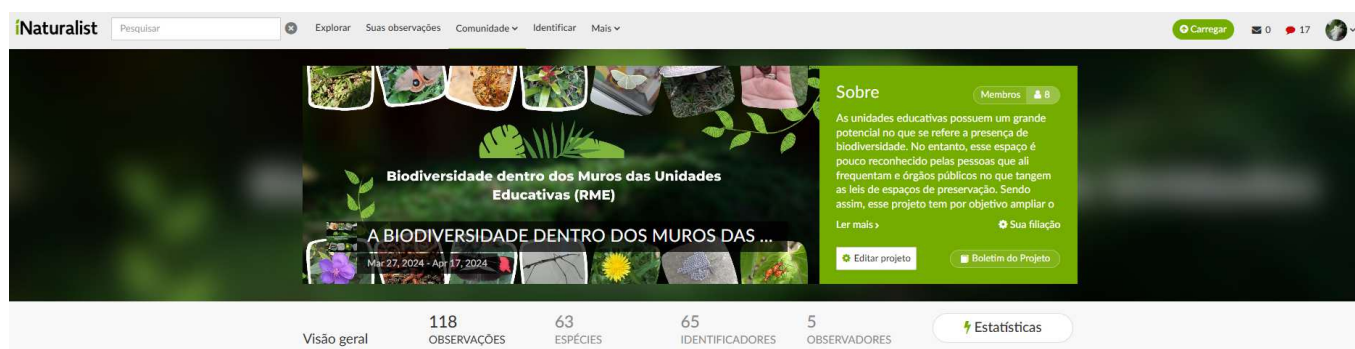 iNaturalist
Pesquisar
Explorar Suas observações Comunidade Identificar Mais
Carregar 0 17
Biodiversidade dentro dos Muros das Unidades
Educativas (RME)
A BIODIVERSIDADE DENTRO DOS MUROS DAS ...
Mar 27, 2024 - Apr 17, 2024
Sobre
Membros 8
As unidades educativas possuem um grande
potencial no que se refere a presença de
biodiversidade. No entanto, esse espaço é
pouco reconhecido pelas pessoas que ali
frequentam e órgãos públicos no que tangem
as leis de espaços de preservação. Sendo
assim, esse projeto tem por objetivo ampliar o
Ler mais >
Sua filiação
Editar projeto
Boletim do Projeto
Visão geral
118
OBSERVAÇÕES
63
ESPÉCIES
65
IDENTIFICADORES
5
OBSERVADORES
Estatísticas